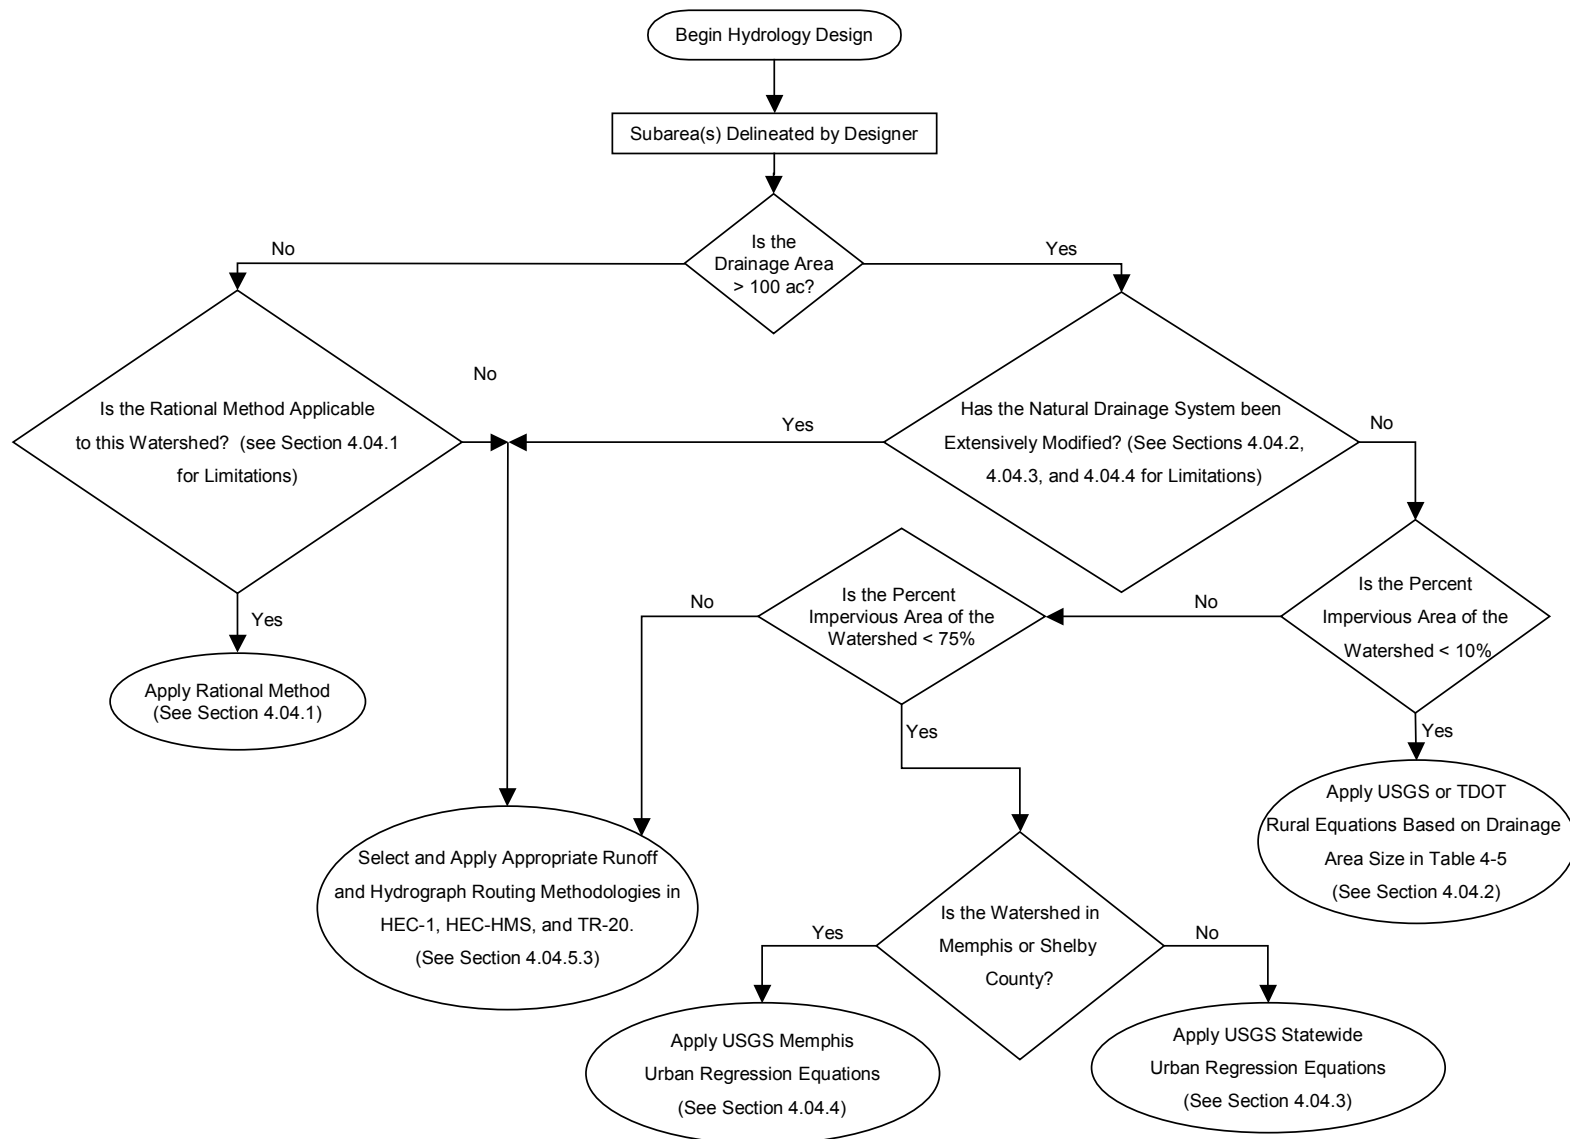 Begin Hydrology Design
Subarea(s) Delineated by Designer
Is the
Drainage Area
> 100 ac?
No
Yes
Is the Rational Method Applicable
to this Watershed?  (see Section 4.04.1
for Limitations)
No
Yes
Has the Natural Drainage System been
Extensively Modified? (See Sections 4.04.2,
4.04.3, and 4.04.4 for Limitations)
Yes
No
Apply Rational Method
(See Section 4.04.1)
Is the Percent
Impervious Area of the
Watershed < 75%
No
Yes
Is the Percent
Impervious Area of the
Watershed < 10%
No
Yes
Apply USGS or TDOT
Rural Equations Based on Drainage
Area Size in Table 4-5
(See Section 4.04.2)
Select and Apply Appropriate Runoff
and Hydrograph Routing Methodologies in
HEC-1, HEC-HMS, and TR-20.
(See Section 4.04.5.3)
Is the Watershed in
Memphis or Shelby
County?
Yes
No
Apply USGS Memphis
Urban Regression Equations
(See Section 4.04.4)
Apply USGS Statewide
Urban Regression Equations
(See Section 4.04.3)